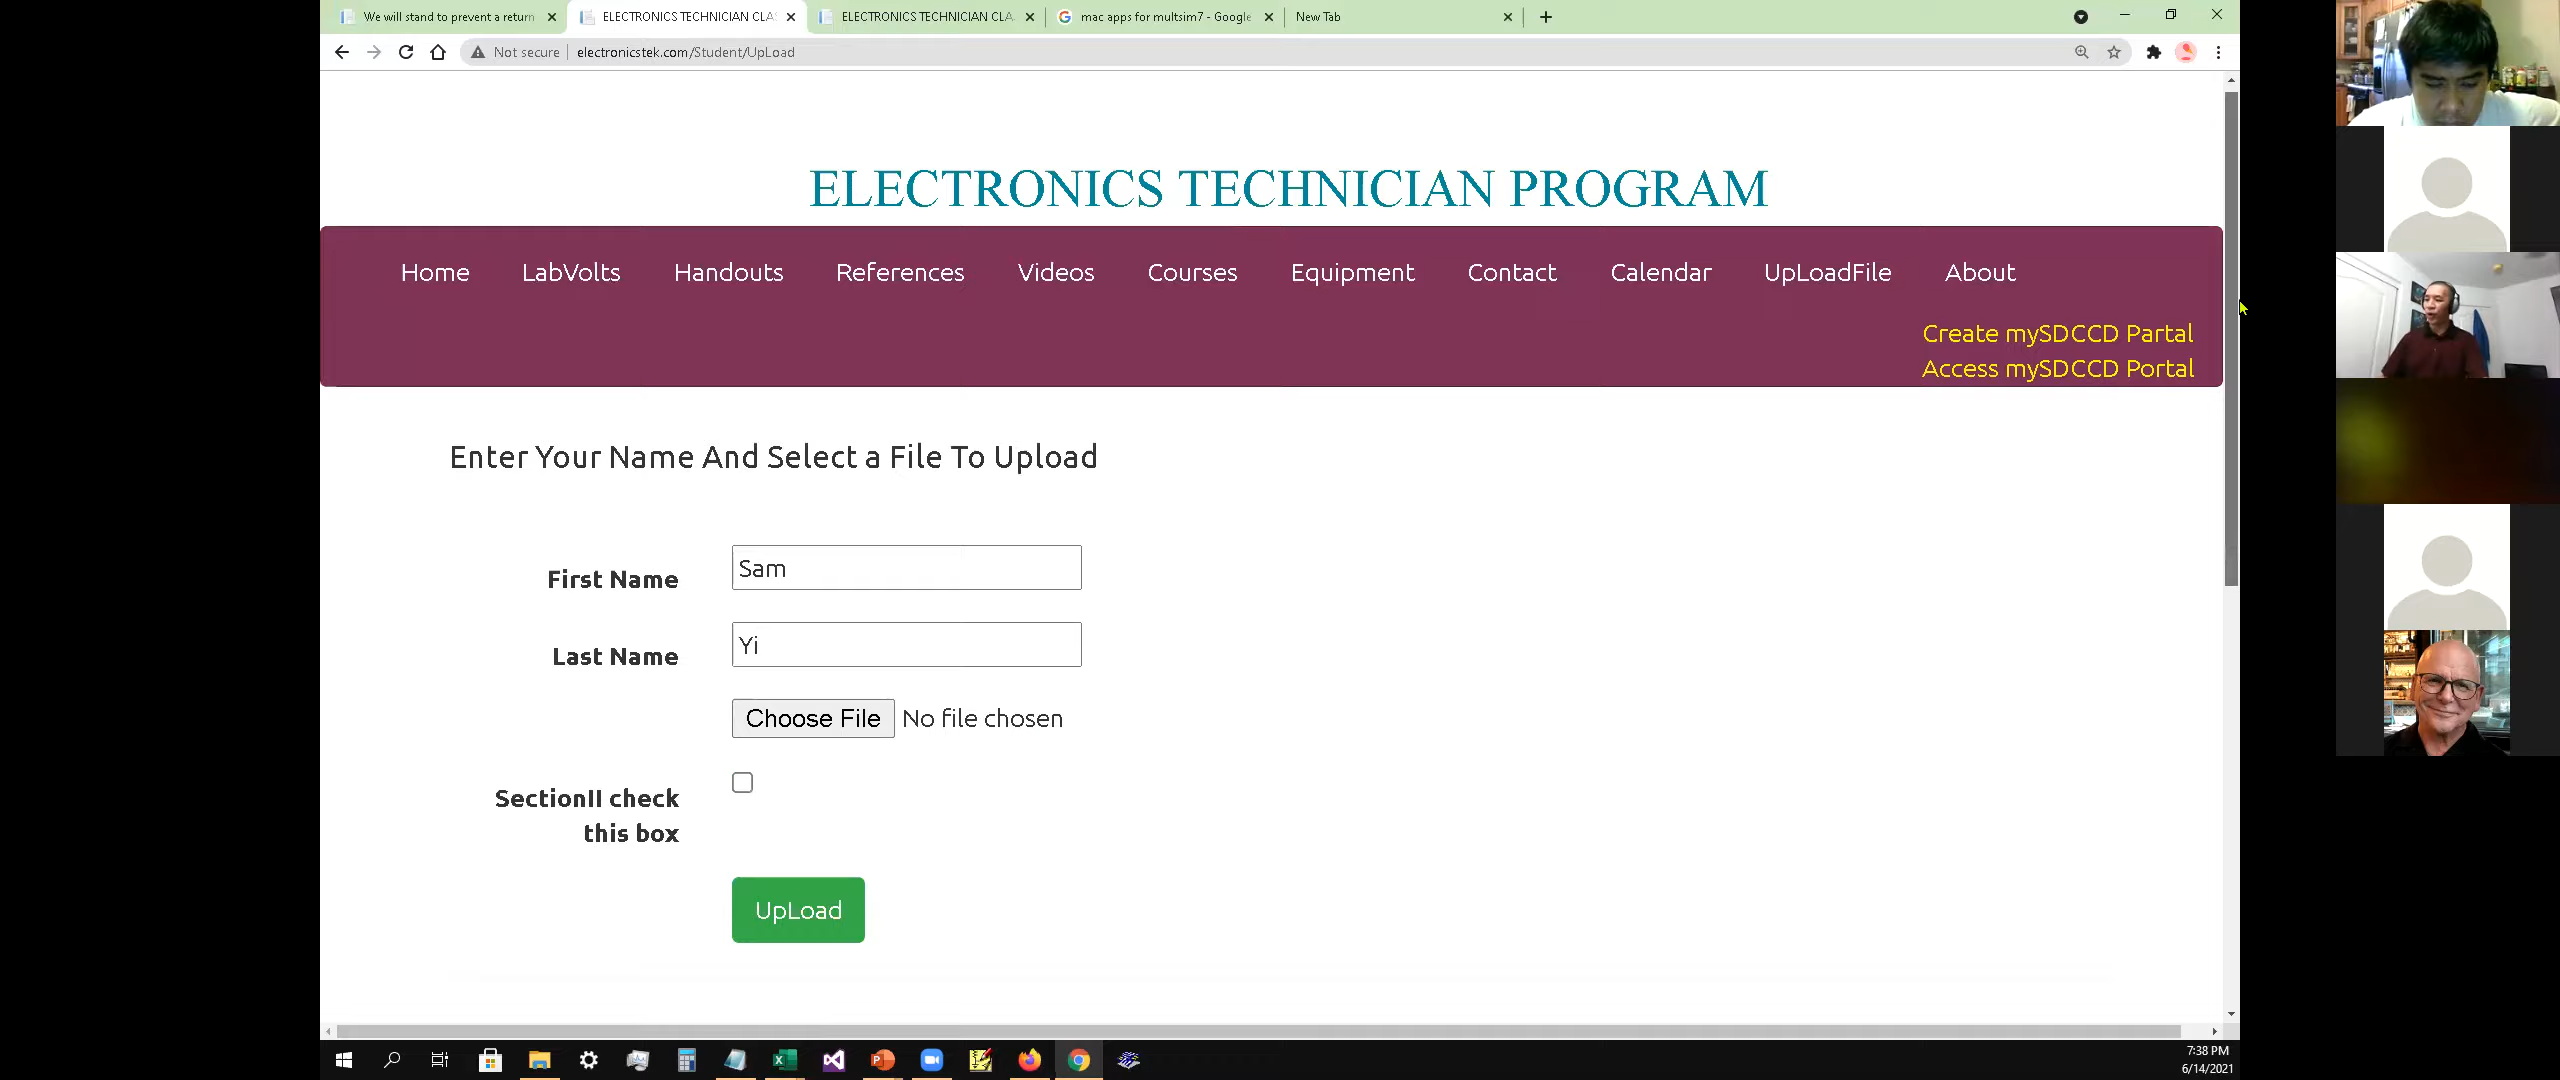 We will stand to prevent a return
ELECTRONICS TECHNICIAN CLA
ELECTRONICS TECHNICIAN CLA
mac apps for multsim7 - Google
New Tab
Not secure
electronicstek.com/Student/UpLoad
ELECTRONICS TECHNICIAN PROGRAM
Home LabVolts Handouts References Videos Courses Equipment Contact Calendar UpLoadFile About
Create mySDCCD Partal
Access mySDCCD Portal
Enter Your Name And Select a File To Upload
First Name Sam
Last Name Yi
Choose File No file chosen
SectionII check
this box
UpLoad
7:38 PM
6/14/2021